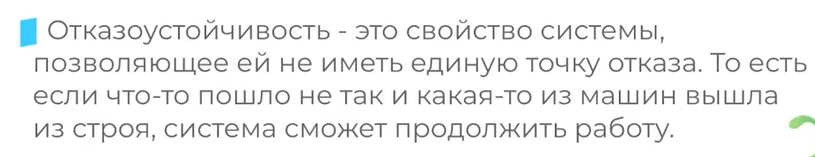 Отказоустойчивость - это свойство системы,
позволяющее ей не иметь единую точку отказа. То есть
если что-то пошло не так и какая-то из машин вышла
из строя, система сможет продолжить работу.